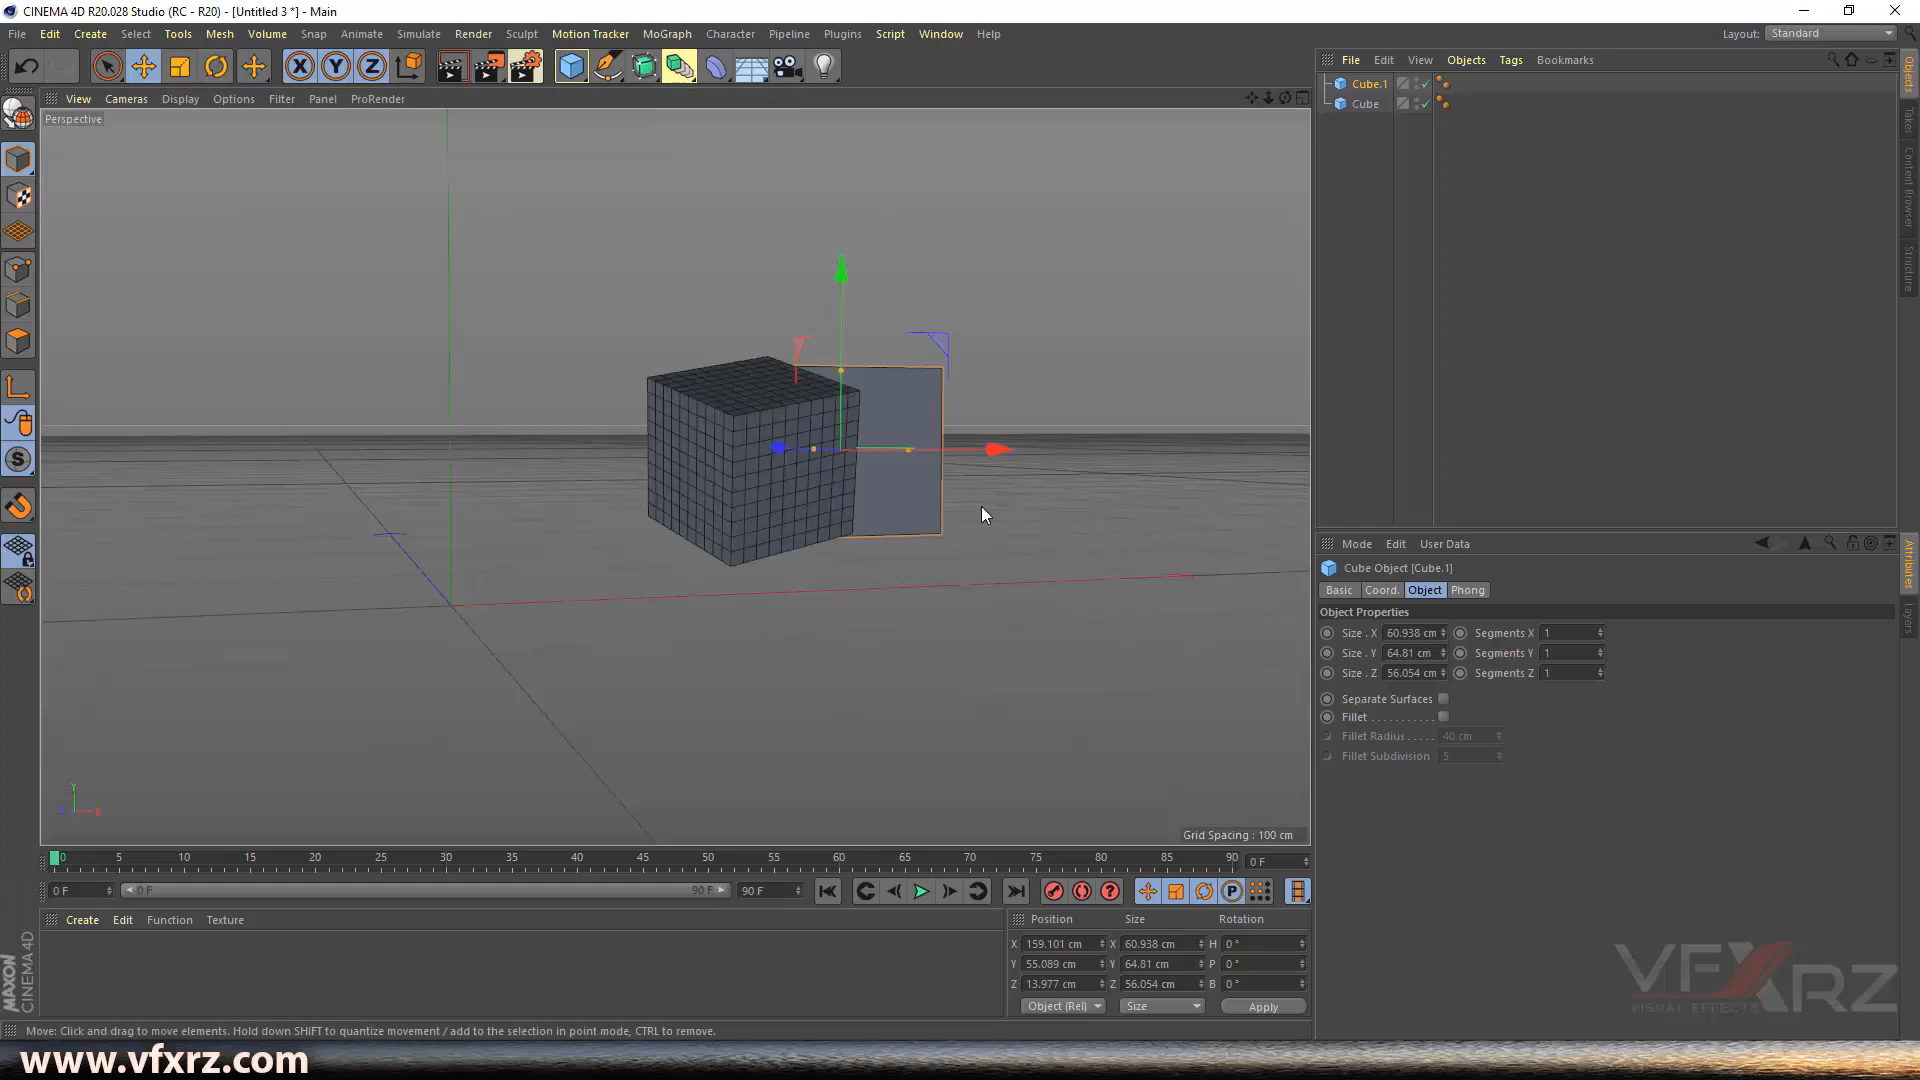 CINEMA 4D R20.028 Studio (RC - R20) - [Untitled 3 *] - Main
File Edit Create Select Tools Mesh Volume Snap Animate Simulate Render Sculpt Motion Tracker MoGraph Character Pipeline Plugins Script Window Help
Layout: Standard
X Y Z
File Edit View Objects Tags Bookmarks
Cube.1
Cube
View Cameras Display Options Filter Panel ProRender
Perspective
Objects
Takes
Content Browser
Structure
Mode Edit User Data
Cube Object [Cube.1]
Basic Coord. Object Phong
Object Properties
Size . X 60.938 cm Segments X 1
Size . Y 64.81 cm Segments Y 1
Size . Z 56.054 cm Segments Z 1
Separate Surfaces
Fillet . . . . . . . . . . .
Fillet Radius . . . . . 40 cm
Fillet Subdivision 5
Attributes
Layers
S
Y
Z X
Grid Spacing : 100 cm
0 5 10 15 20 25 30 35 40 45 50 55 60 65 70 75 80 85 90 0 F
0 F 0 F 90 F 90 F
P
Create Edit Function Texture
Position Size Rotation
X 159.101 cm X 60.938 cm H 0 °
Y 55.089 cm Y 64.81 cm P 0 °
Z 13.977 cm Z 56.054 cm B 0 °
Object (Rel) Size Apply
MAXON
CINEMA 4D
VFXRZ
VISUAL EFFECTS
Move: Click and drag to move elements. Hold down SHIFT to quantize movement / add to the selection in point mode, CTRL to remove.
www.vfxrz.com